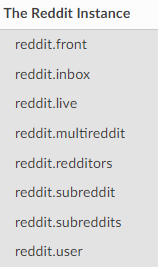 The Reddit Instance
reddit.front
reddit.inbox
reddit.live
reddit.multireddit
reddit.redditors
reddit.subreddit
reddit.subreddits
reddit.user